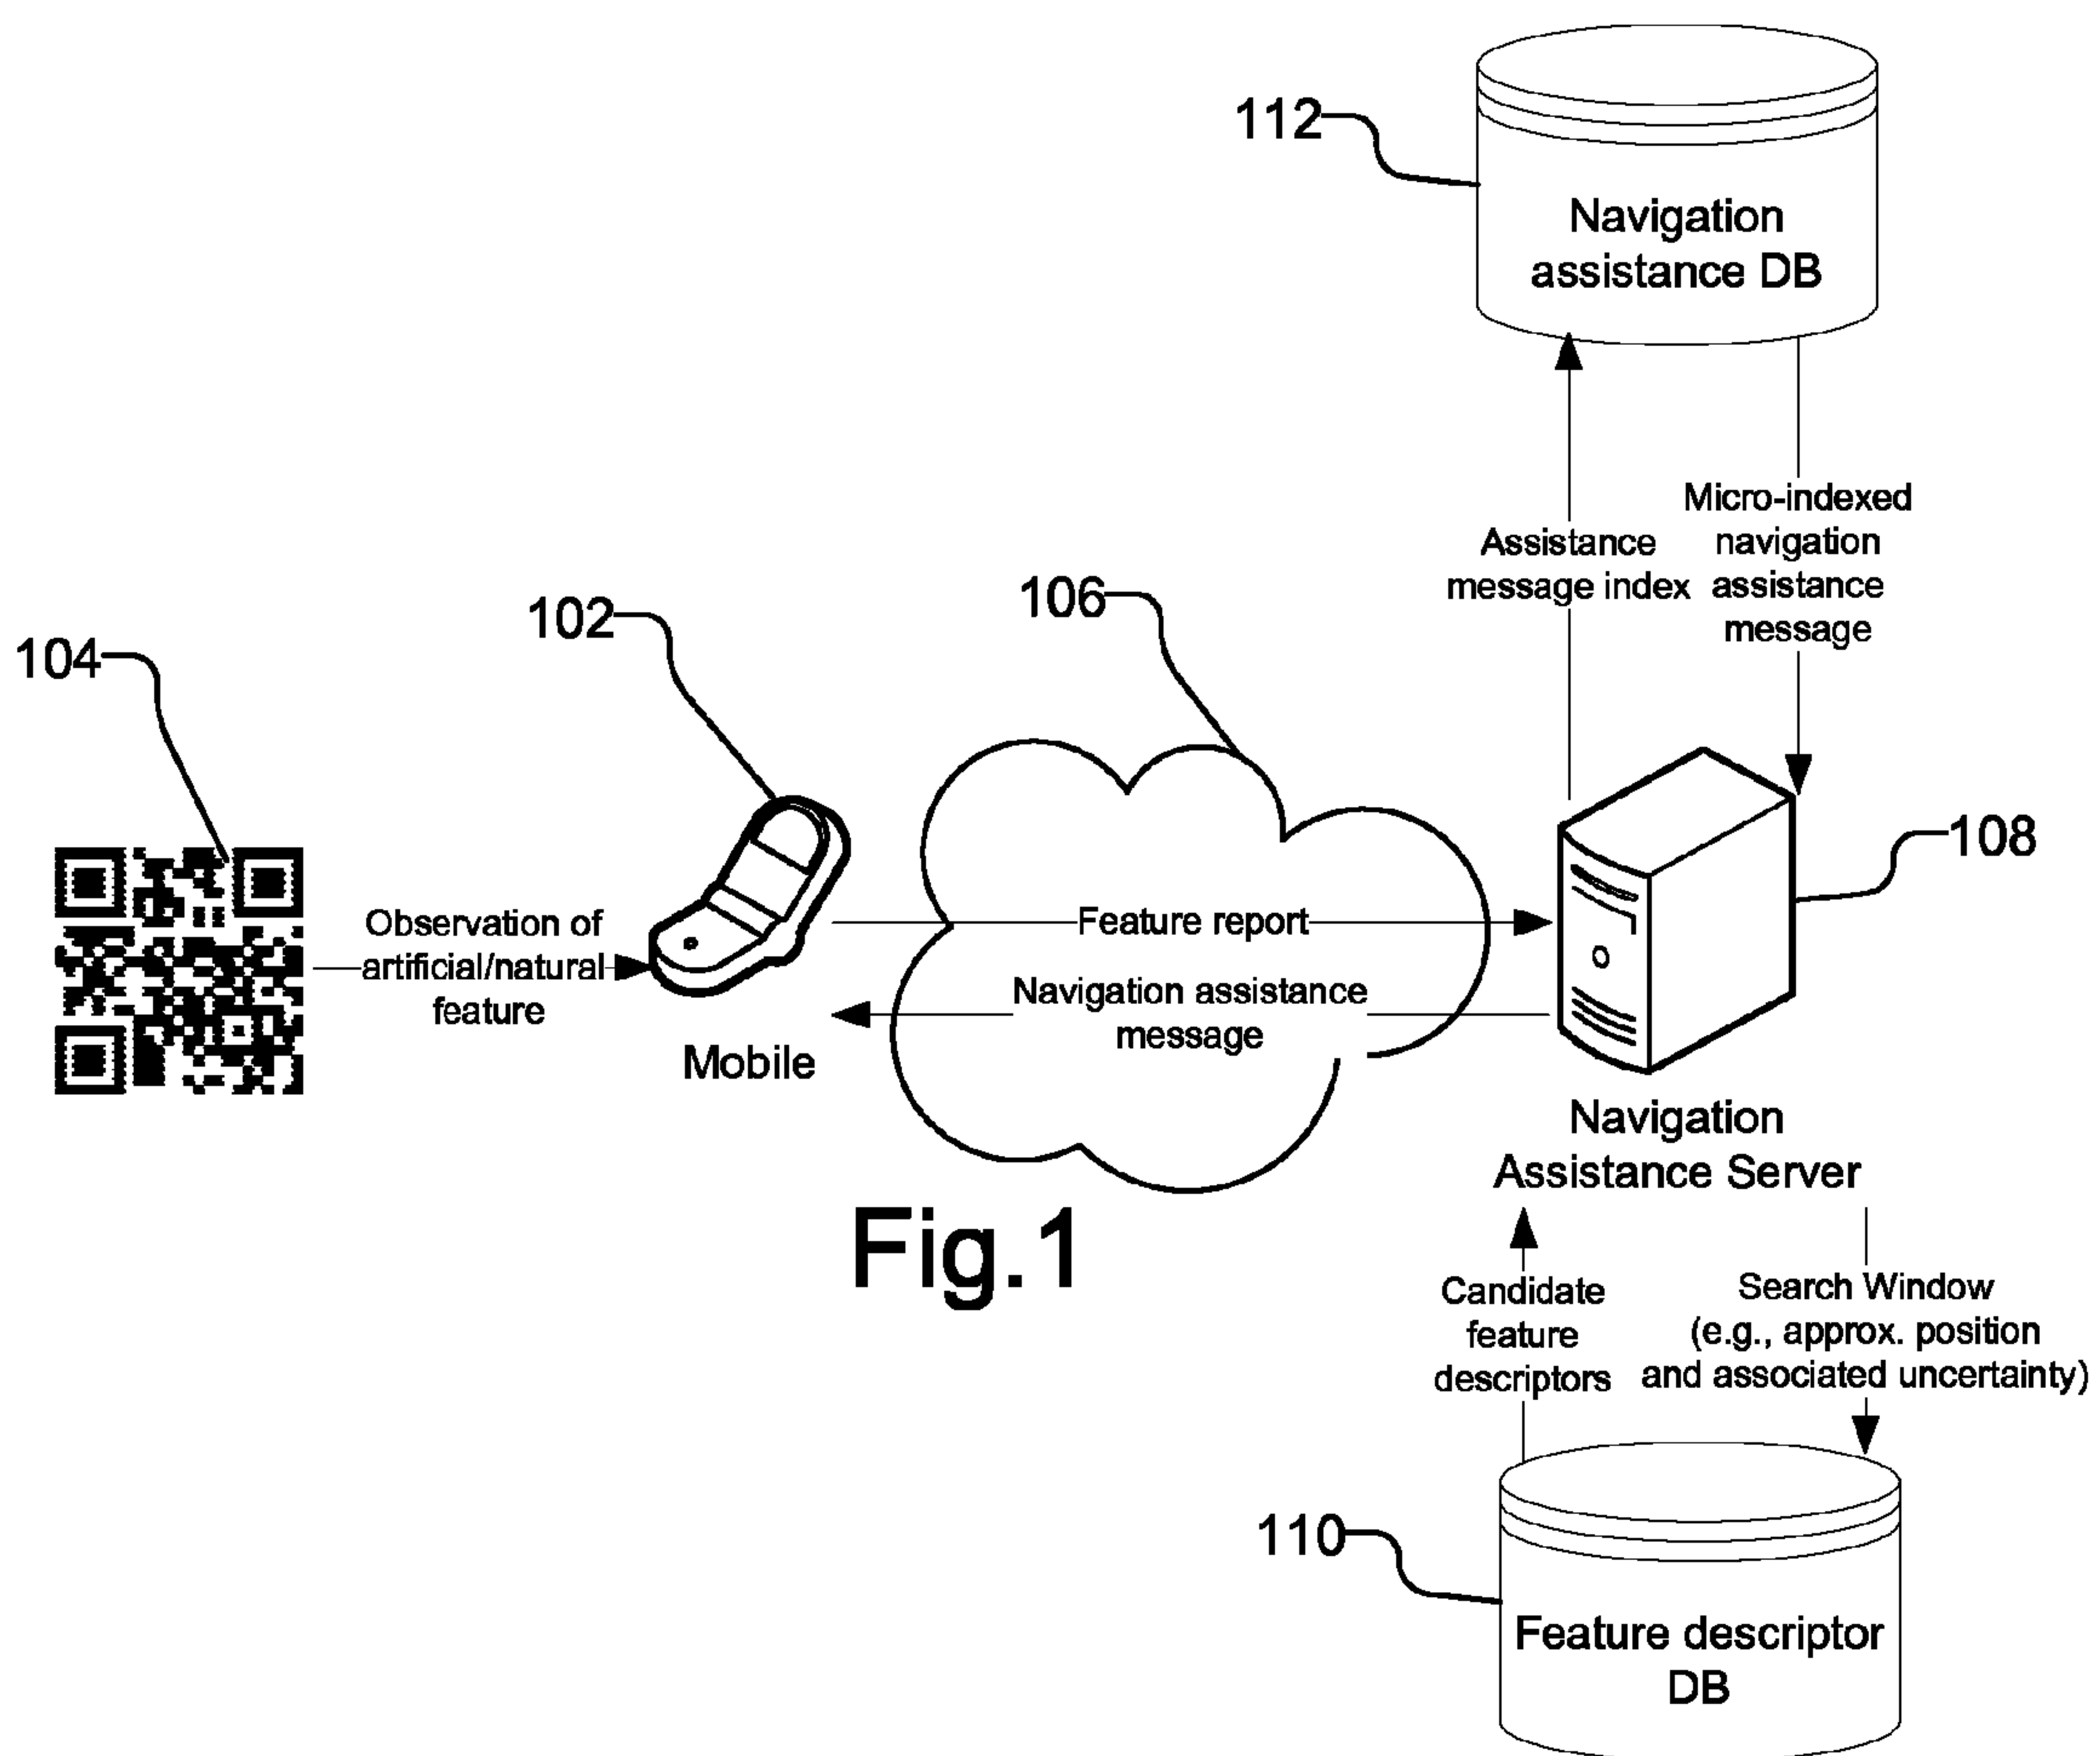 112
Navigation
assistance DB
Assistance
message index
Micro-indexed
navigation
assistance
message
106
102
104
108
Observation of
artificial/natural
feature
Mobile
Feature report
Navigation assistance
message
Navigation
Assistance Server
Fig.1
Candidate
feature
descriptors
Search Window
(e.g., approx. position
and associated uncertainty)
110
Feature descriptor
DB